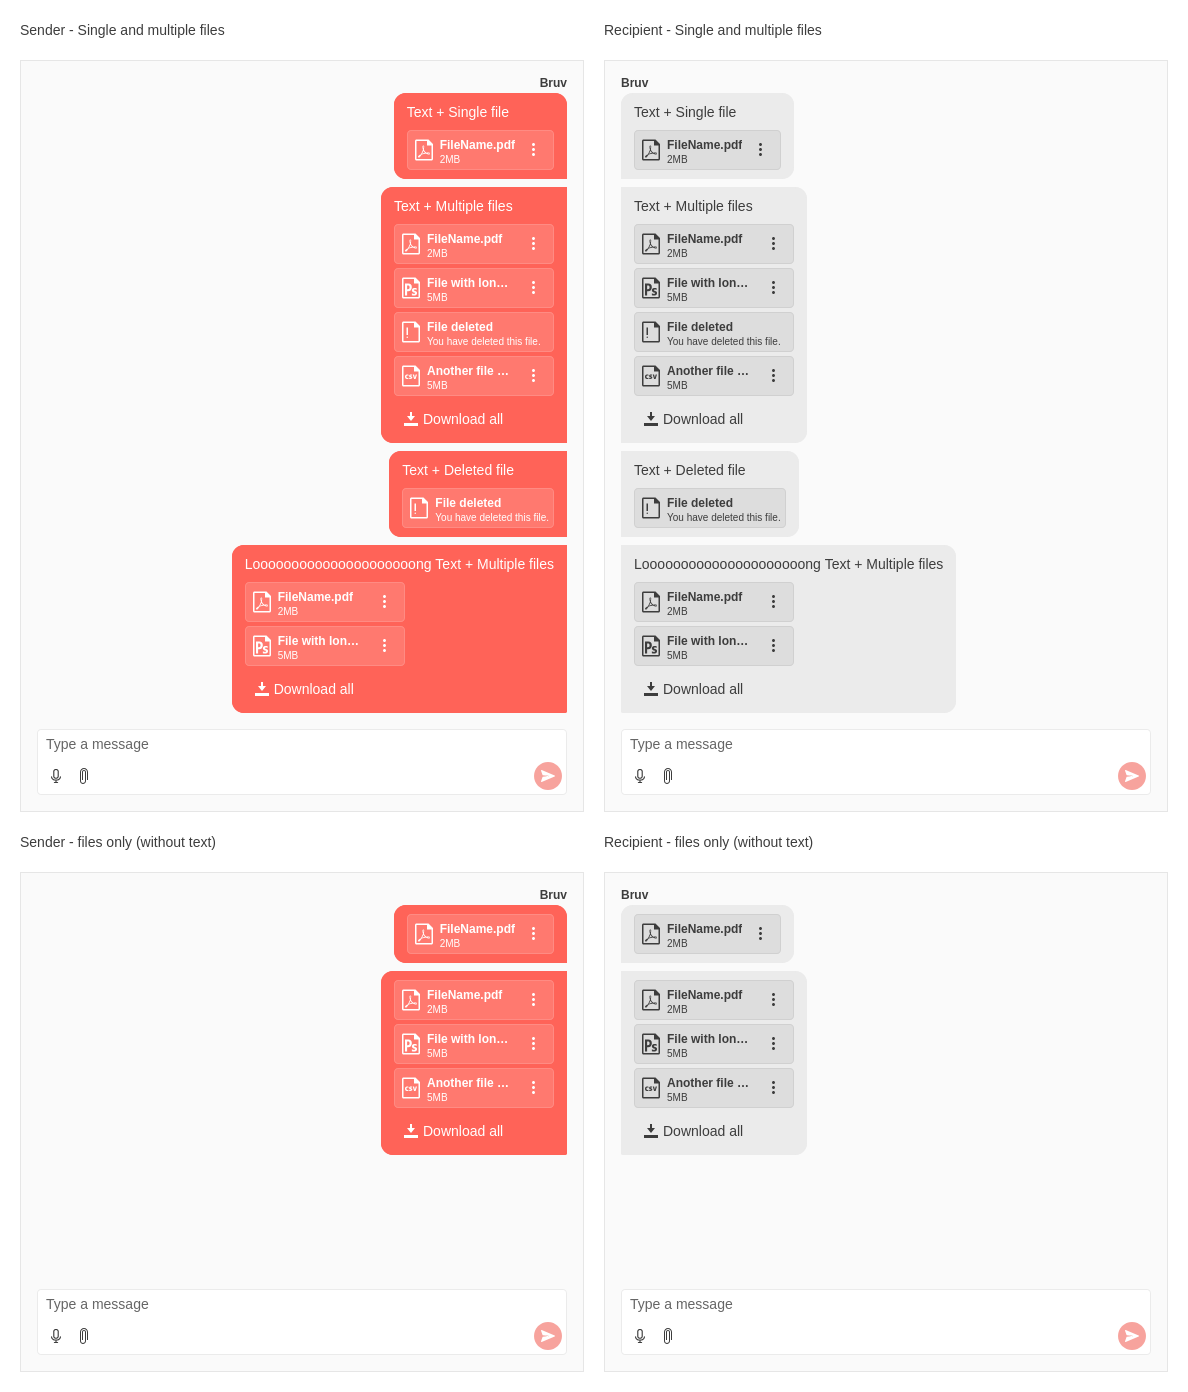 Sender - Single and multiple files
Bruv
Text + Single file
FileName.pdf
2MB
Text + Multiple files
FileName.pdf
2MB
File with lon...
5MB
File deleted
You have deleted this file.
Another file ...
5MB
Download all
Text + Deleted file
File deleted
You have deleted this file.
Looooooooooooooooooooong Text + Multiple files
FileName.pdf
2MB
File with lon...
5MB
Download all
Type a message
Recipient - Single and multiple files
Bruv
Text + Single file
FileName.pdf
2MB
Text + Multiple files
FileName.pdf
2MB
File with lon...
5MB
File deleted
You have deleted this file.
Another file ...
5MB
Download all
Text + Deleted file
File deleted
You have deleted this file.
Looooooooooooooooooooong Text + Multiple files
FileName.pdf
2MB
File with lon...
5MB
Download all
Type a message
Sender - files only (without text)
Bruv
FileName.pdf
2MB
FileName.pdf
2MB
File with lon...
5MB
Another file ...
5MB
Download all
Type a message
Recipient - files only (without text)
Bruv
FileName.pdf
2MB
FileName.pdf
2MB
File with lon...
5MB
Another file ...
5MB
Download all
Type a message